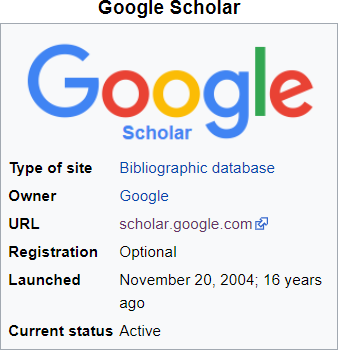 Google Scholar
Google
Scholar
Type of site Bibliographic database
Owner Google
URL scholar.google.com
Registration Optional
Launched November 20, 2004; 16 years
ago
Current status Active